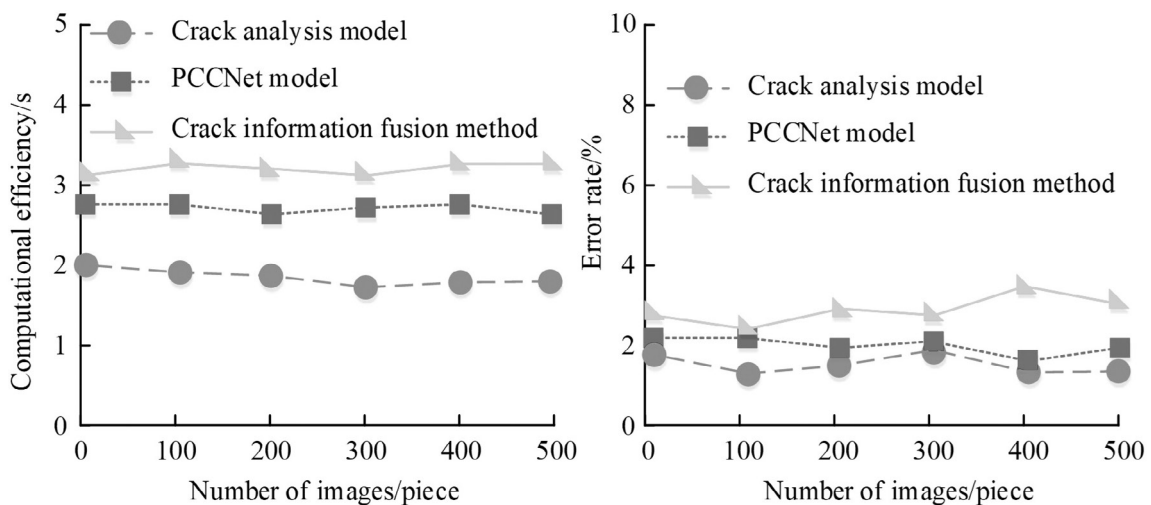 5
4
3
2
1
0
Computational efficiency/s
Crack analysis model
PCCNet model
Crack information fusion method
0 100 200 300 400 500
Number of images/piece
10
8
6
4
2
0
Error rate/%
Crack analysis model
PCCNet model
Crack information fusion method
0 100 200 300 400 500
Number of images/piece